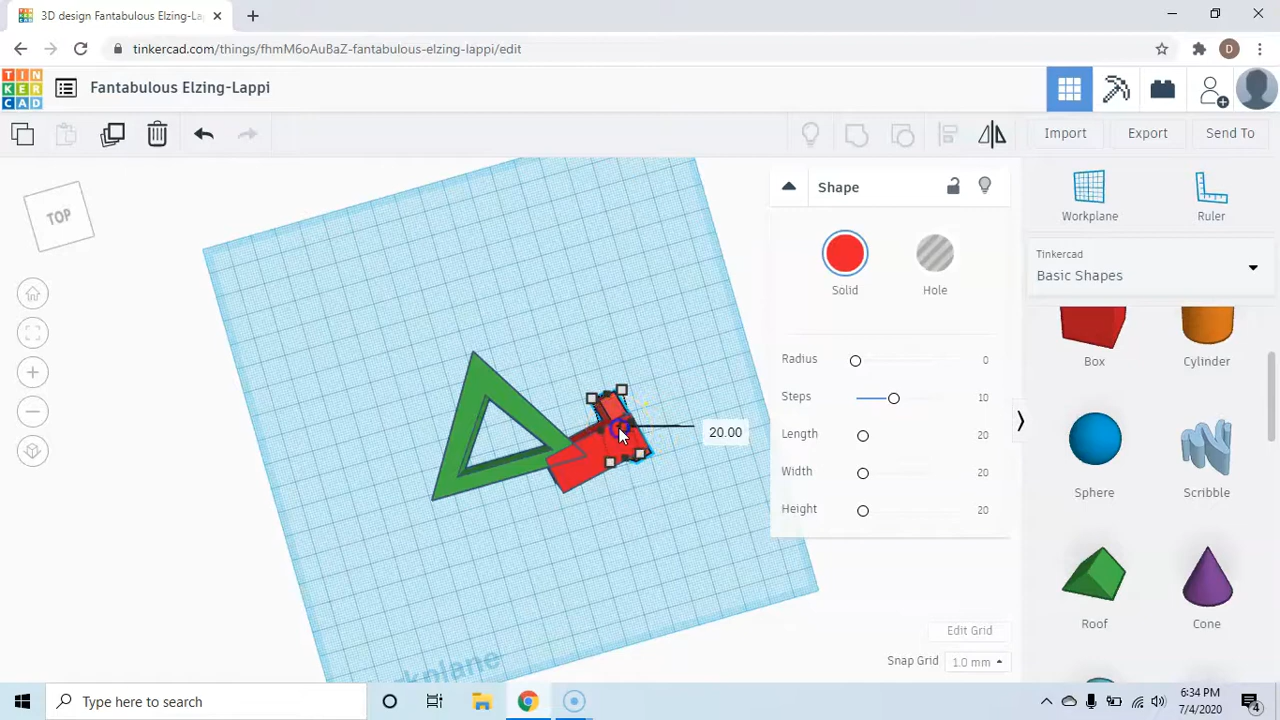 3D design Fantabulous Elzing-La
tinkercad.com/things/fhmM6oAuBaZ-fantabulous-elzing-lappi/edit
D
TIN
KER
CAD
Fantabulous Elzing-Lappi
Import
Export
Send To
TOP
Shape
Solid
Hole
Radius 0
Steps 10
Length 20
Width 20
Height 20
20.00
Workplane
Ruler
Tinkercad
Basic Shapes
Box
Cylinder
Sphere
Scribble
Roof
Cone
kplane
Edit Grid
Snap Grid 1.0 mm
Type here to search
6:34 PM
7/4/2020
4